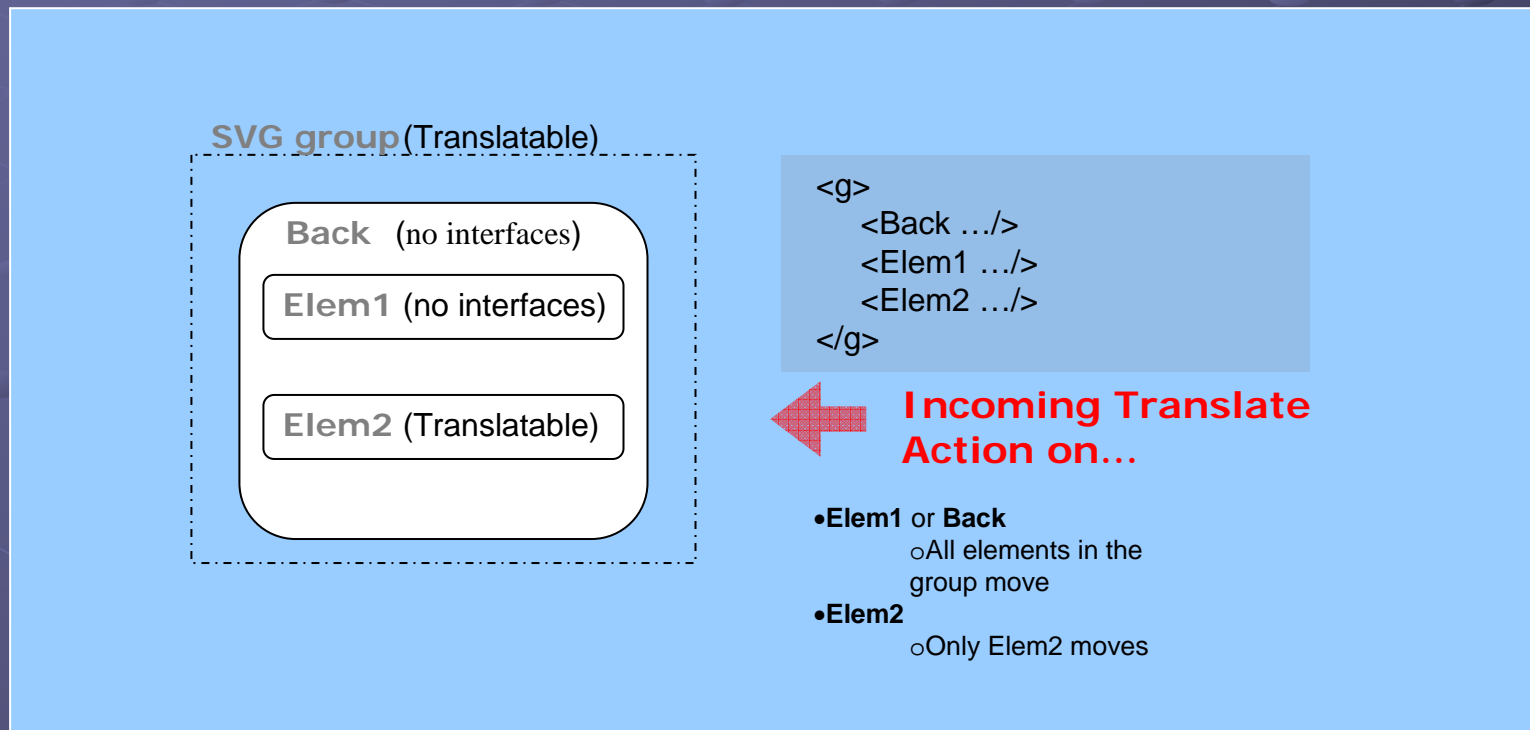 SVG group(Translatable)
Back (no interfaces)
Elem1 (no interfaces)
Elem2 (Translatable)
<g>
<Back …/>
<Elem1 …/>
<Elem2 …/>
</g>
Incoming Translate
Action on…
•Elem1 or Back
oAll elements in the
group move
•Elem2
oOnly Elem2 moves